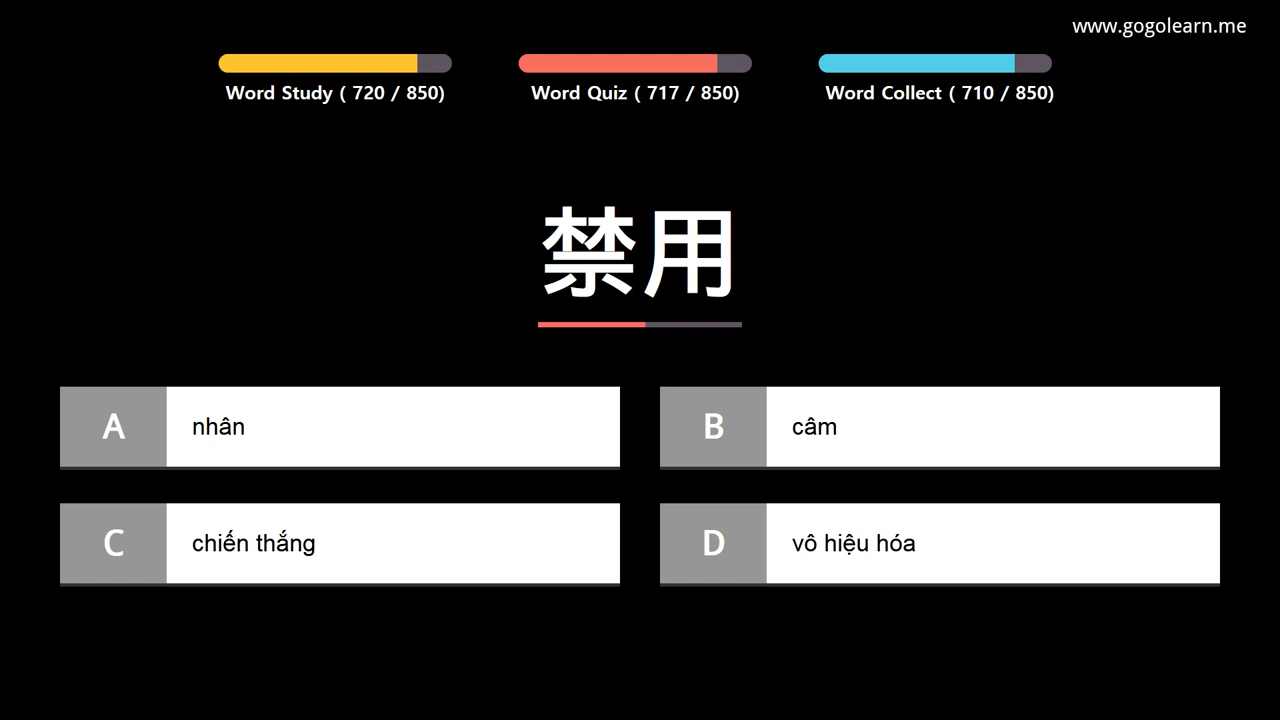 www.gogolearn.me
Word Study ( 720 / 850)
Word Quiz ( 717 / 850)
Word Collect ( 710 / 850)
禁用
A nhân
B câm
C chiến thắng
D vô hiệu hóa